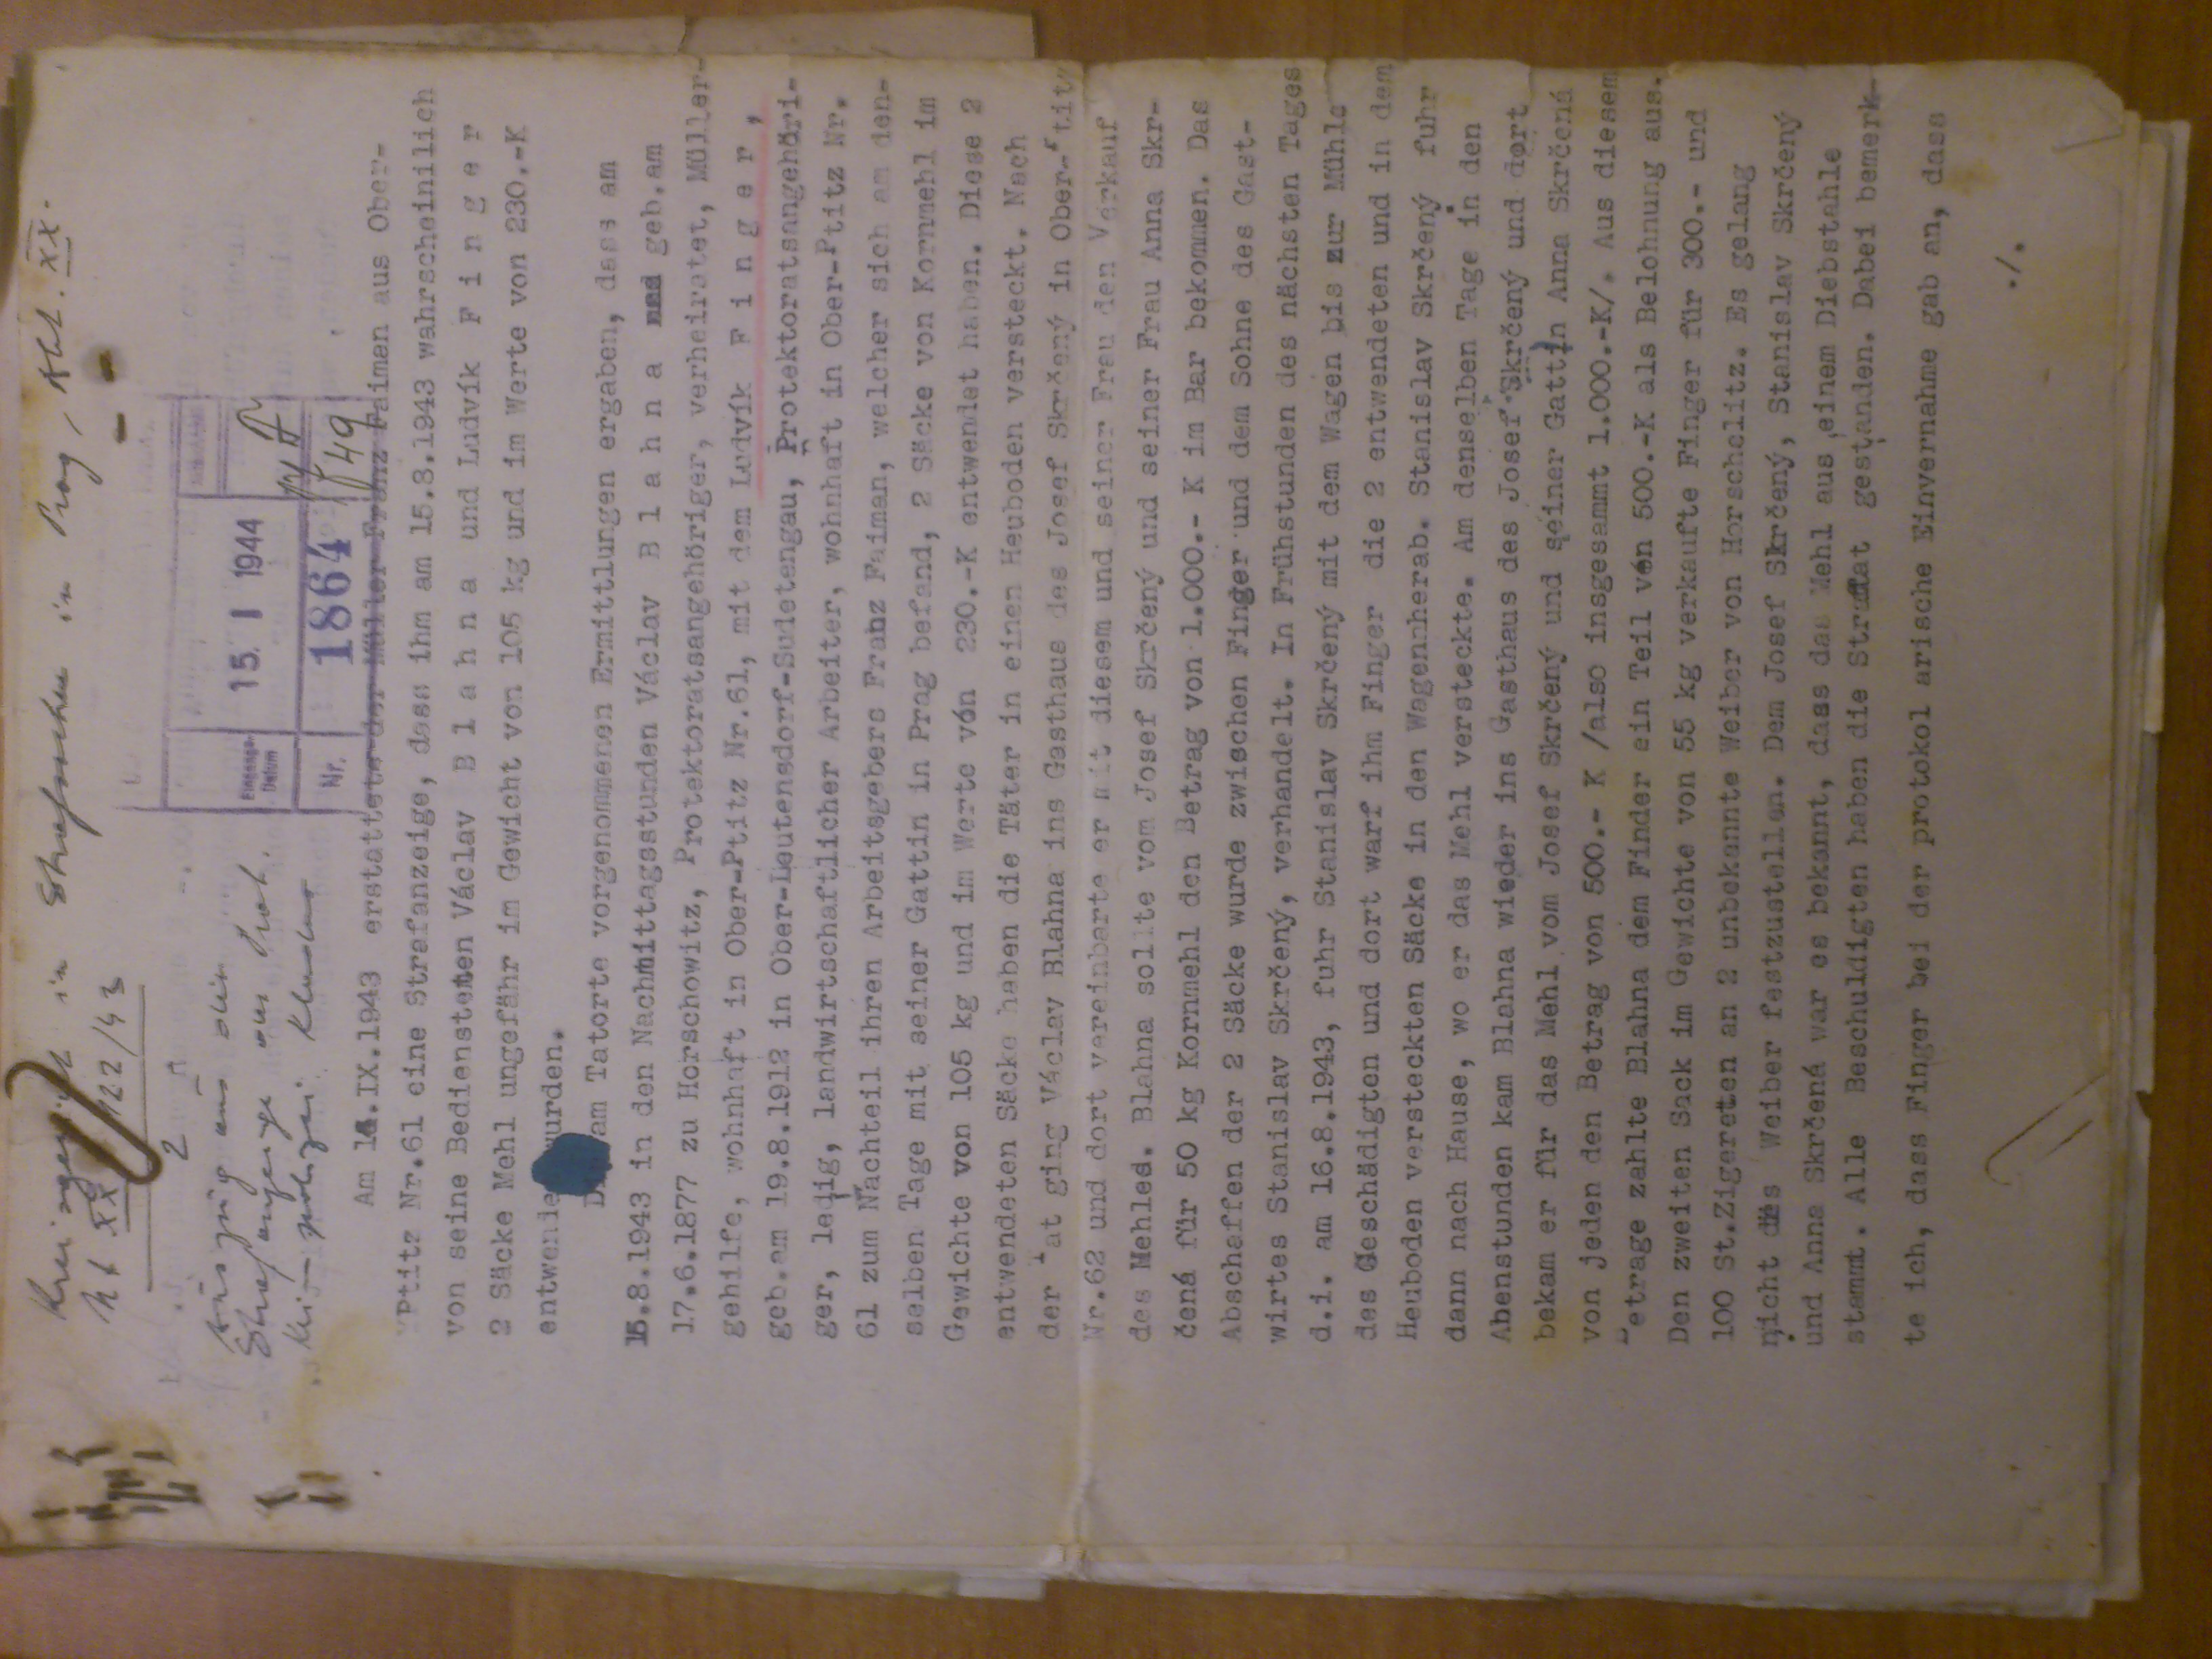 Kreisgericht in Strafsachen in Prag, Abt. XX.
Nt XX 122/43
2
Auszug aus der
Strafanzeige der Prot.
Krim polizei Kladno
Eingangs-Datum 15. I 1944
Nr. 1864
49
Am 1 .IX.1943 erstattete der Müller Franz Faiman aus Ober-
Ptitz Nr.61 eine Strafanzeige, dass ihm am 15.8.1943 wahrscheinilich
von seine Bediensteten Václav B l a h n a und Ludvík F i n g e r
2 Säcke Mehl ungefähr im Gewicht von 105 kg und im Werte von 230.-K
entwendet wurden.
Die am Tatorte vorgenommenen Ermittlungen ergaben, dass am
15.8.1943 in den Nachmittagsstunden Václav B l a h n a geb.am
17.6.1877 zu Horschowitz, Protektoratsangehöriger, verheiratet, Müller-
gehilfe, wohnhaft in Ober-Ptitz Nr.61, mit dem Ludvík F i n g e r ,
geb.am 19.8.1912 in Ober-Leutensdorf-Sudetengau, Protektoratsangehöri-
ger, ledig, landwirtschaftlicher Arbeiter, wohnhaft in Ober-Ptitz Nr.
61 zum Nachteil ihren Arbeitsgebers Franz Faiman, welcher sich am den-
selben Tage mit seiner Gattin in Prag befand, 2 Säcke von Kornmehl im
Gewichte von 105 kg und im Werte vón 230.-K entwendet haben. Diese 2
entwendeten Säcke haben die Täter in einen Heuboden versteckt. Nach
der Tat ging Václav Blahna ins Gasthaus des Josef Skrčený in Ober-Ptitz
Nr.62 und dort vereinbarte er mit diesem und seiner Frau den Verkauf
des Mehles. Blahna sollte vom Josef Skrčený und seiner Frau Anna Skr-
čená für 50 kg Kornmehl den Betrag von 1.000.- K im Bar bekommen. Das
Abschaffen der 2 Säcke wurde zwischen Finger und dem Sohne des Gast-
wirtes Stanislav Skrčený, verhandelt. In Frühstunden des nächsten Tages
d.i. am 16.8.1943, fuhr Stanislav Skrčený mit dem Wagen bis zur Mühle
des Geschädigten und dort warf ihm Finger die 2 entwendeten und in dem
Heuboden versteckten Säcke in den Wagennherab. Stanislav Skrčený fuhr
dann nach Hause, wo er das Mehl versteckte. Am denselben Tage in den
Abenstunden kam Blahna wieder ins Gasthaus des Josef Skrčený und dort
bekam er für das Mehl vom Josef Skrčený und seiner Gattin Anna Skrčená
von jeden den Betrag von 500.- K /also insgesammt 1.000.-K/. Aus diesem
Betrage zahlte Blahna dem Finder ein Teil vón 500.-K als Belohnung aus.
Den zweiten Sack im Gewichte von 55 kg verkaufte Finger für 300.- und
100 St.Zigereten an 2 unbekannte Weiber von Horschelitz. Es gelang
nicht dies Weiber festzustellen. Dem Josef Skrčený, Stanislav Skrčený
und Anna Skrčená war es bekannt, dass das Mehl aus einem Diebstahle
stammt. Alle Beschuldigten haben die Straftat gestanden. Dabei bemerk-
te ich, dass Finger bei der protokol arische Einvernahme gab an, dass
./.